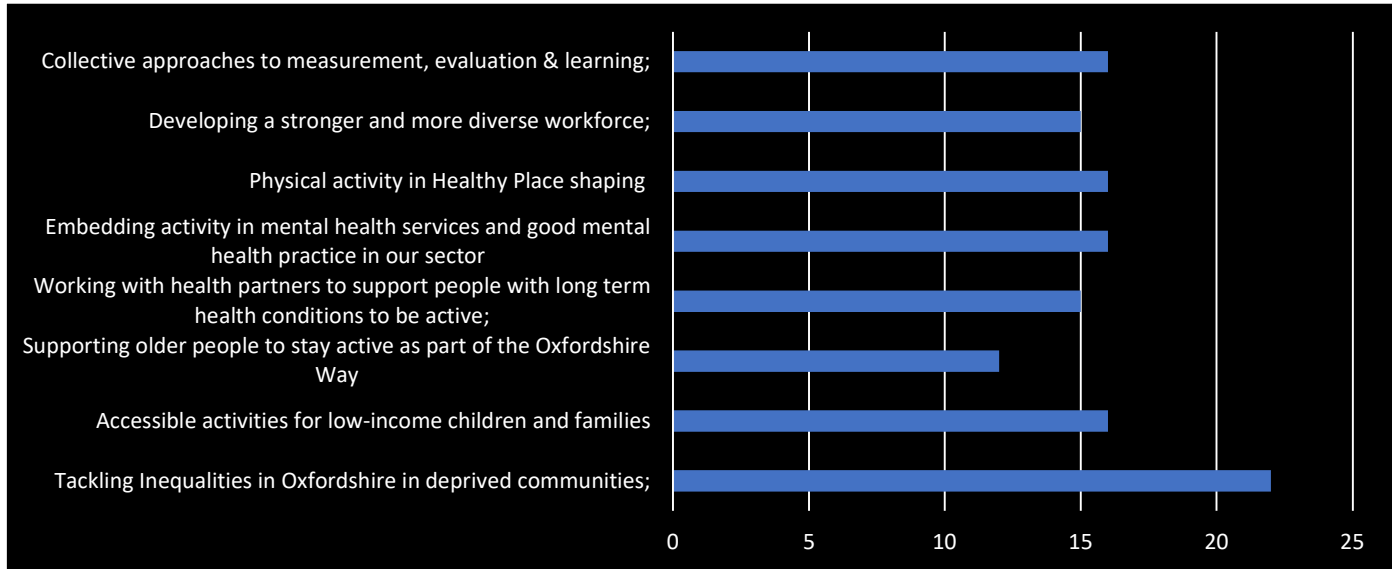 Collective approaches to measurement, evaluation & learning;
Developing a stronger and more diverse workforce;
Physical activity in Healthy Place shaping
Embedding activity in mental health services and good mental
health practice in our sector
Working with health partners to support people with long term
health conditions to be active;
Supporting older people to stay active as part of the Oxfordshire
Way
Accessible activities for low-income children and families
Tackling Inequalities in Oxfordshire in deprived communities;
0 5 10 15 20 25